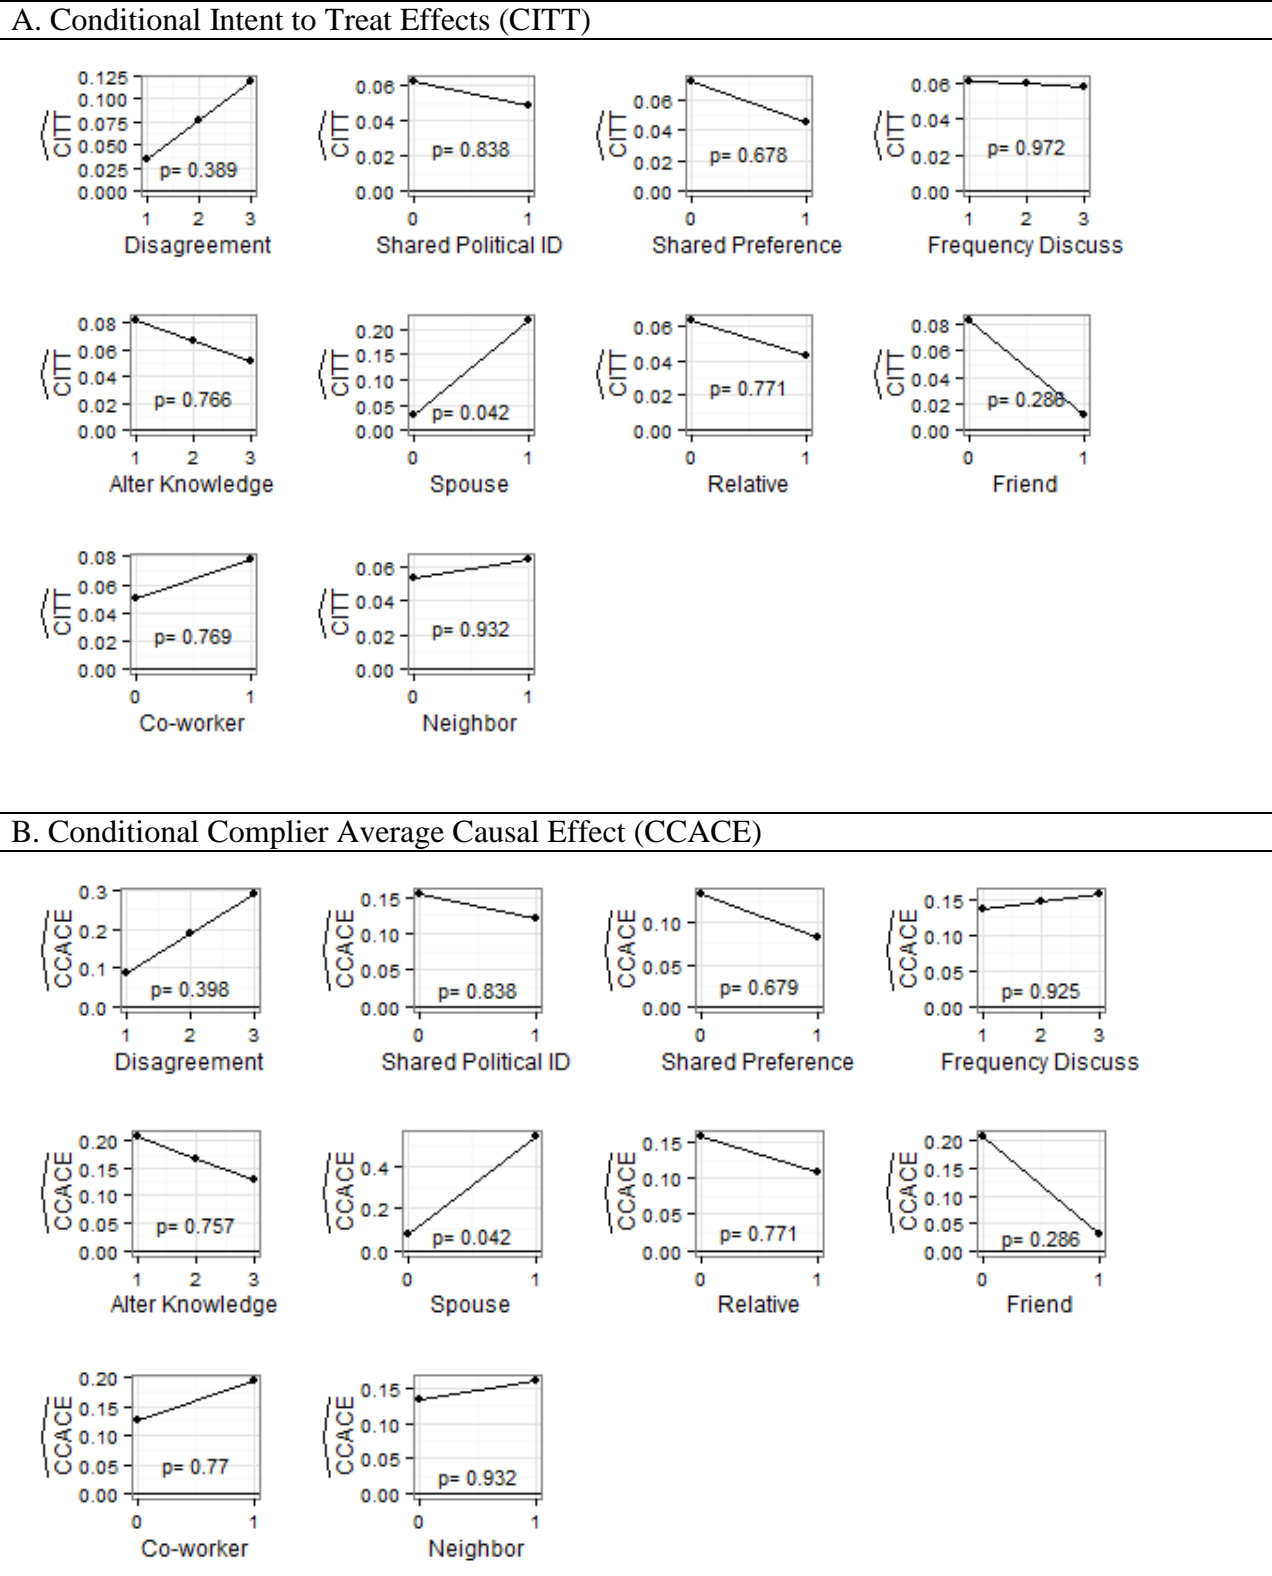 A. Conditional Intent to Treat Effects (CITT)
CITT 0.125 0.100 0.075 0.050 0.025 0.000 p= 0.389 1 2 3 Disagreement
CITT 0.06 0.04 0.02 0.00 p= 0.838 0 1 Shared Political ID
CITT 0.06 0.04 0.02 0.00 p= 0.678 0 1 Shared Preference
CITT 0.06 0.04 0.02 0.00 p= 0.972 1 2 3 Frequency Discuss
CITT 0.08 0.06 0.04 0.02 0.00 p= 0.766 1 2 3 Alter Knowledge
CITT 0.20 0.15 0.10 0.05 0.00 p= 0.042 0 1 Spouse
CITT 0.06 0.04 0.02 0.00 p= 0.771 0 1 Relative
CITT 0.08 0.06 0.04 0.02 0.00 p= 0.286 0 1 Friend
CITT 0.08 0.06 0.04 0.02 0.00 p= 0.769 0 1 Co-worker
CITT 0.06 0.04 0.02 0.00 p= 0.932 0 1 Neighbor
B. Conditional Complier Average Causal Effect (CCACE)
CCACE 0.3 0.2 0.1 0.0 p= 0.398 1 2 3 Disagreement
CCACE 0.15 0.10 0.05 0.00 p= 0.838 0 1 Shared Political ID
CCACE 0.10 0.05 0.00 p= 0.679 0 1 Shared Preference
CCACE 0.15 0.10 0.05 0.00 p= 0.925 1 2 3 Frequency Discuss
CCACE 0.20 0.15 0.10 0.05 0.00 p= 0.757 1 2 3 Alter Knowledge
CCACE 0.4 0.2 0.0 p= 0.042 0 1 Spouse
CCACE 0.15 0.10 0.05 0.00 p= 0.771 0 1 Relative
CCACE 0.20 0.15 0.10 0.05 0.00 p= 0.286 0 1 Friend
CCACE 0.20 0.15 0.10 0.05 0.00 p= 0.77 0 1 Co-worker
CCACE 0.15 0.10 0.05 0.00 p= 0.932 0 1 Neighbor